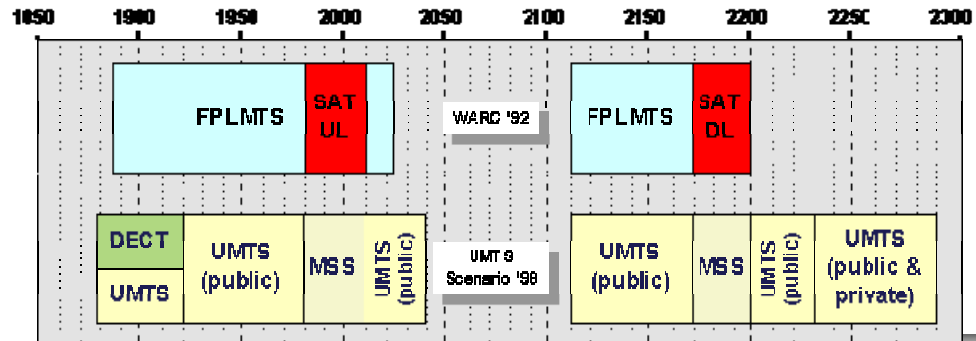 1850 1900 1950 2000 2050 2100 2150 2200 2250 2300
FPLMTS
SAT
UL
WARC '92
FPLMTS
SAT
DL
DECT
UMTS
UMTS
(public)
MSS
UMTS
(public)
UMTS
Scenario '98
UMTS
(public)
MSS
UMTS
(public)
UMTS
(public &
private)